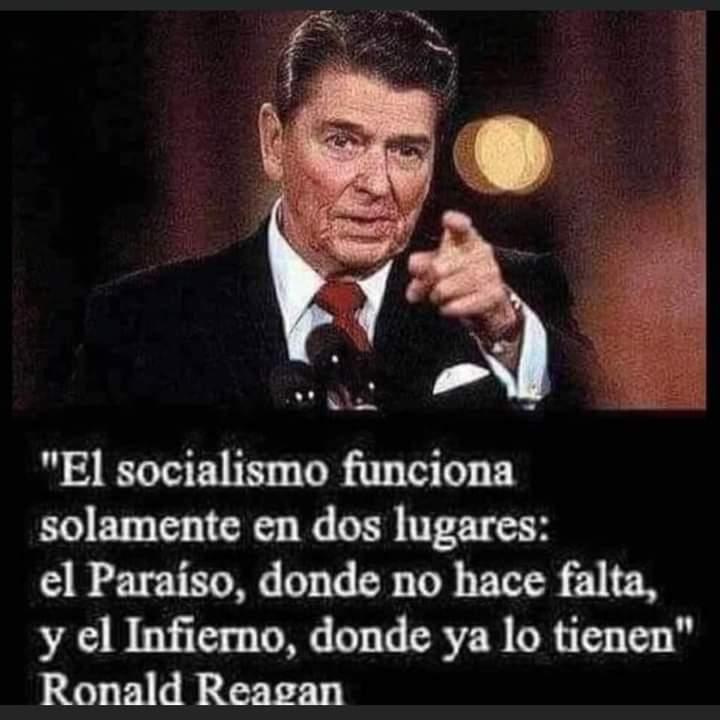 "El socialismo funciona
solamente en dos lugares:
el Paraíso, donde no hace falta,
y el Infierno, donde ya lo tienen"
Ronald Reagan